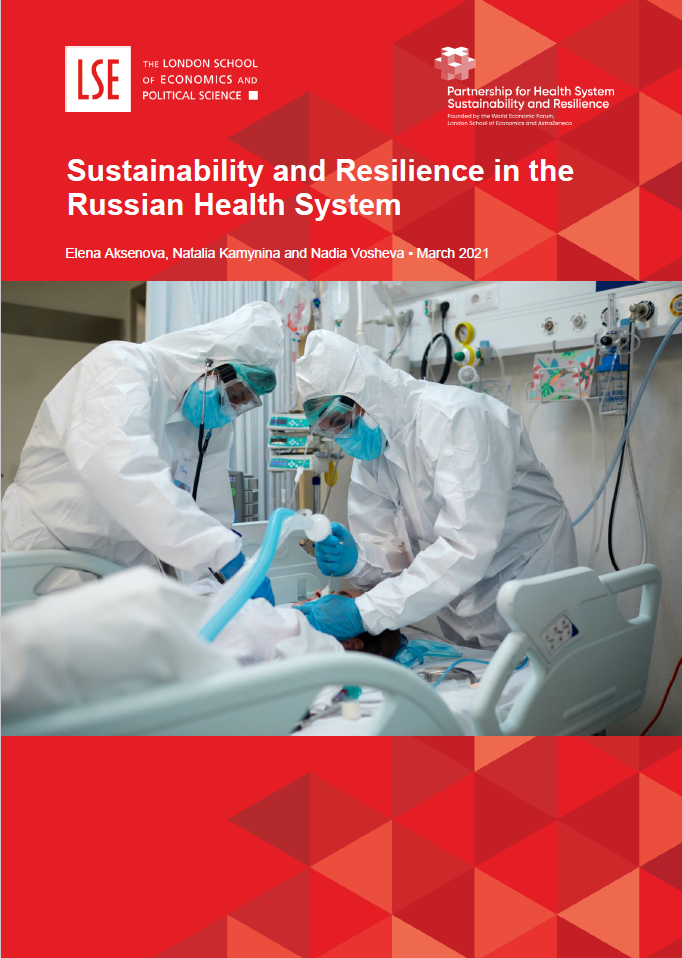 LSE
THE LONDON SCHOOL
OF ECONOMICS AND
POLITICAL SCIENCE
Partnership for Health System
Sustainability and Resilience
Founded by the World Economic Forum,
London School of Economics and AstraZeneca
Sustainability and Resilience in the
Russian Health System
Elena Aksenova, Natalia Kamynina and Nadia Vosheva • March 2021